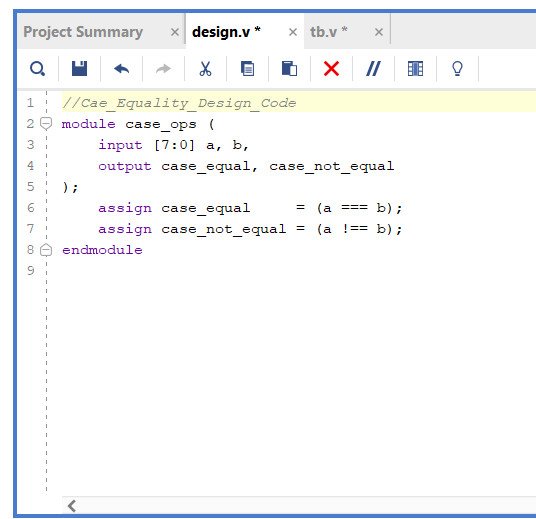 Project Summary × design.v * × tb.v * ×
1 //Cae_Equality_Design_Code
2 module case_ops (
3     input [7:0] a, b,
4     output case_equal, case_not_equal
5 );
6     assign case_equal     = (a === b);
7     assign case_not_equal = (a !== b);
8 endmodule
9